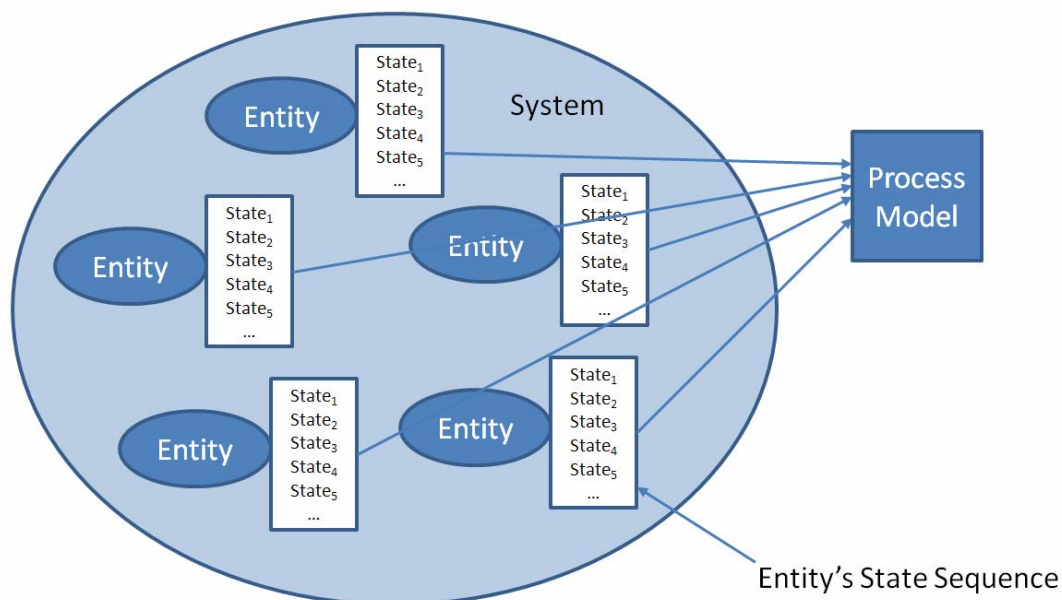 State₁
State₂
State₃
State₄
State₅
...
Entity
System
Process
Model
State₁
State₂
State₃
State₄
State₅
...
Entity
State₁
State₂
State₃
State₄
State₅
...
Entity
State₁
State₂
State₃
State₄
State₅
...
Entity
State₁
State₂
State₃
State₄
State₅
...
Entity
Entity's State Sequence